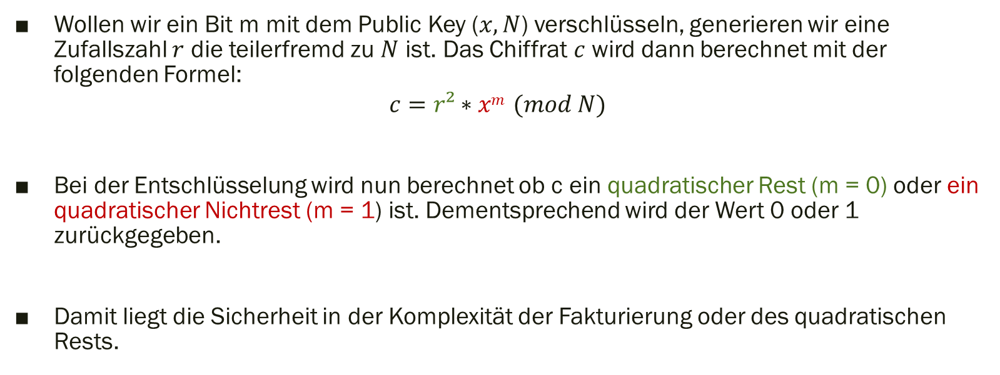 ■ Wollen wir ein Bit m mit dem Public Key (x, N) verschlüsseln, generieren wir eine
Zufallszahl r die teilerfremd zu N ist. Das Chiffrat c wird dann berechnet mit der
folgenden Formel:
c = r² * xᵐ (mod N)
■ Bei der Entschlüsselung wird nun berechnet ob c ein quadratischer Rest (m = 0) oder ein
quadratischer Nichtrest (m = 1) ist. Dementsprechend wird der Wert 0 oder 1
zurückgegeben.
■ Damit liegt die Sicherheit in der Komplexität der Fakturierung oder des quadratischen
Rests.